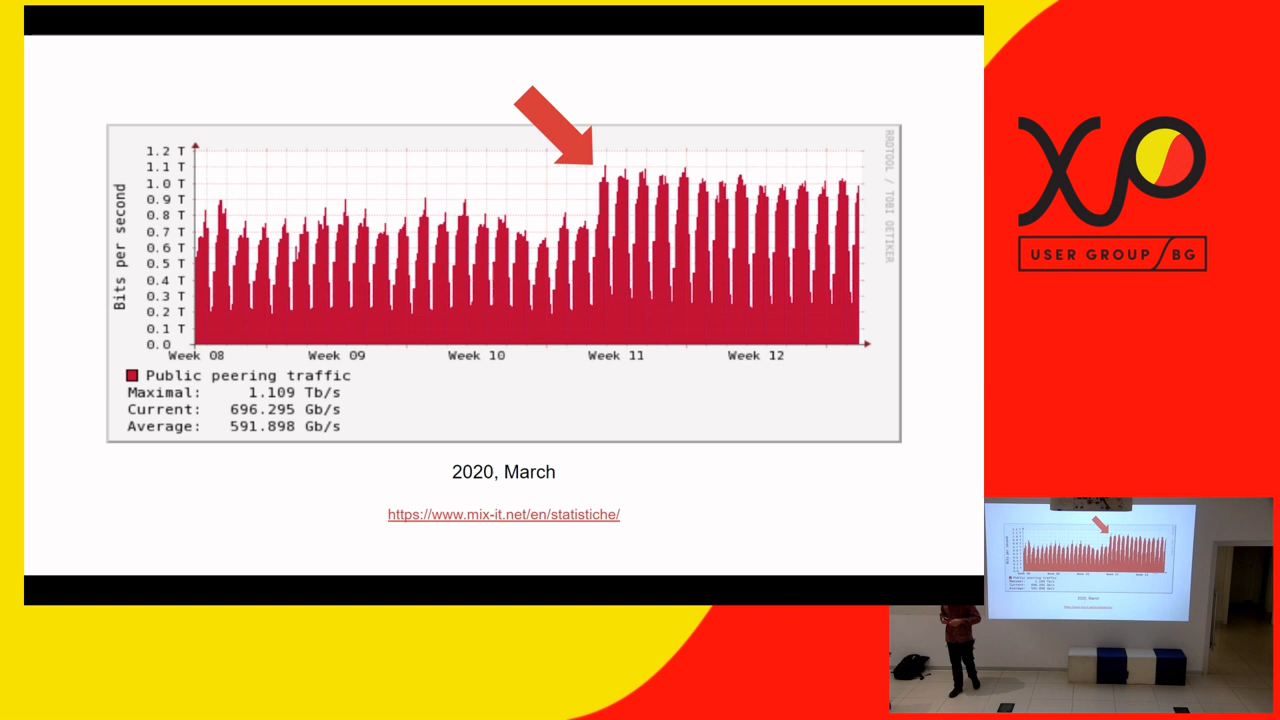 1.2 T
1.1 T
1.0 T
0.9 T
0.8 T
0.7 T
0.6 T
0.5 T
0.4 T
0.3 T
0.2 T
0.1 T
0.0
Bits per second
RRDTOOL / TOBI OETIKER
Week 08 Week 09 Week 10 Week 11 Week 12
Public peering traffic
Maximal: 1.109 Tb/s
Current: 696.295 Gb/s
Average: 591.898 Gb/s
2020, March
https://www.mix-it.net/en/statistiche/
XP
USER GROUP BG